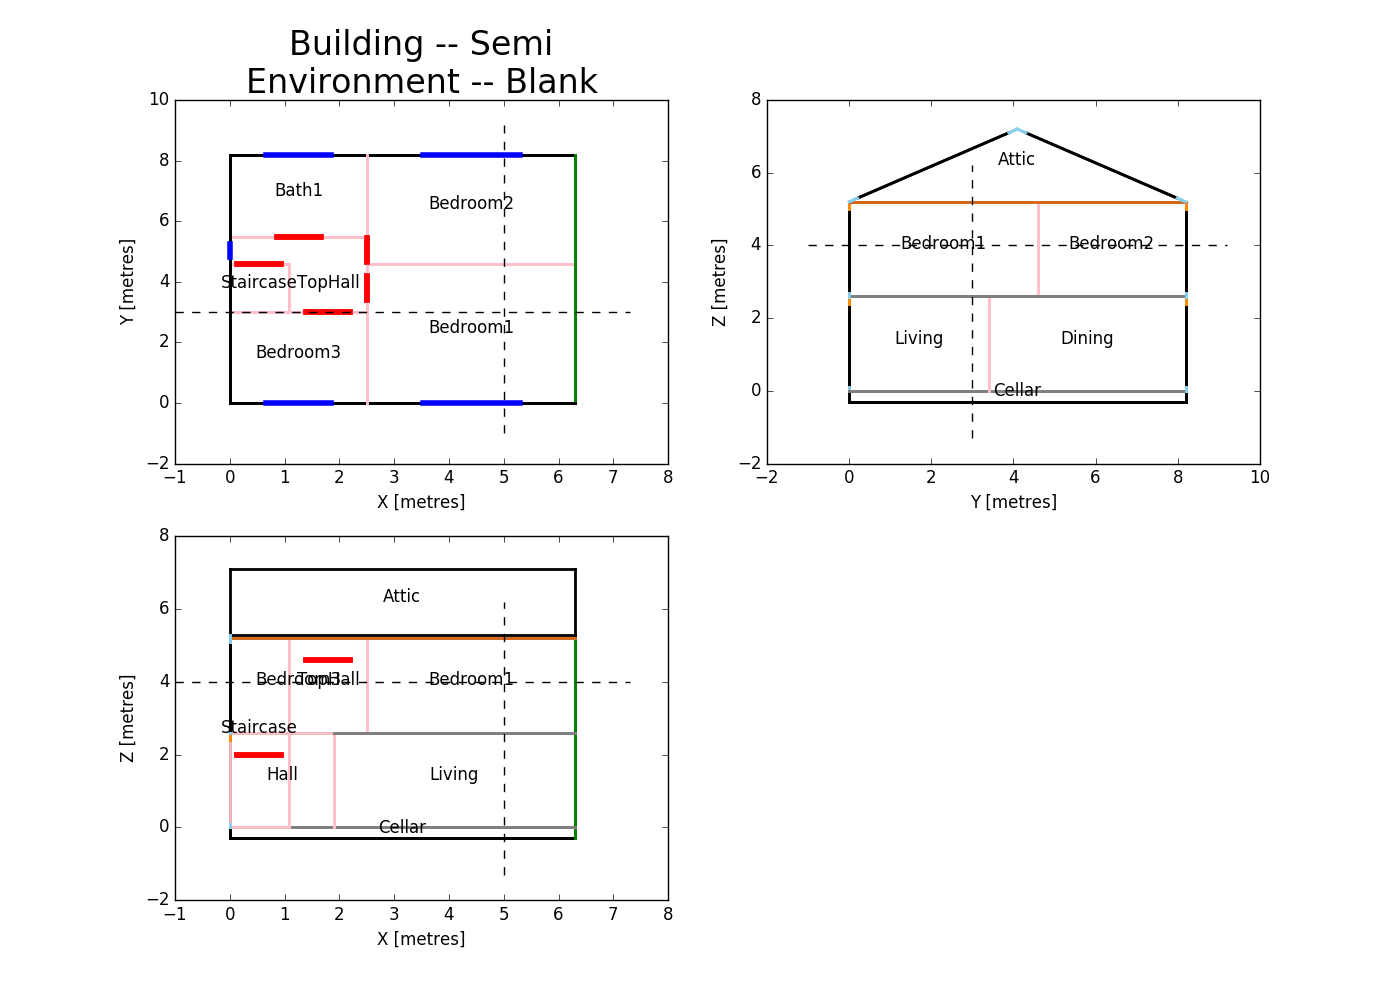 Building -- Semi
Environment -- Blank
10
8
6
4
2
0
−2
Y [metres]
Bath1
Bedroom2
StaircaseTopHall
Bedroom1
Bedroom3
−1 0 1 2 3 4 5 6 7 8
X [metres]
8
6
4
2
0
−2
Z [metres]
Attic
Bedroom1 Bedroom2
Living Dining
Cellar
−2 0 2 4 6 8 10
Y [metres]
8
6
4
2
0
−2
Z [metres]
Attic
Bedroom3 TopHall Bedroom1
Staircase
Hall Living
Cellar
−1 0 1 2 3 4 5 6 7 8
X [metres]